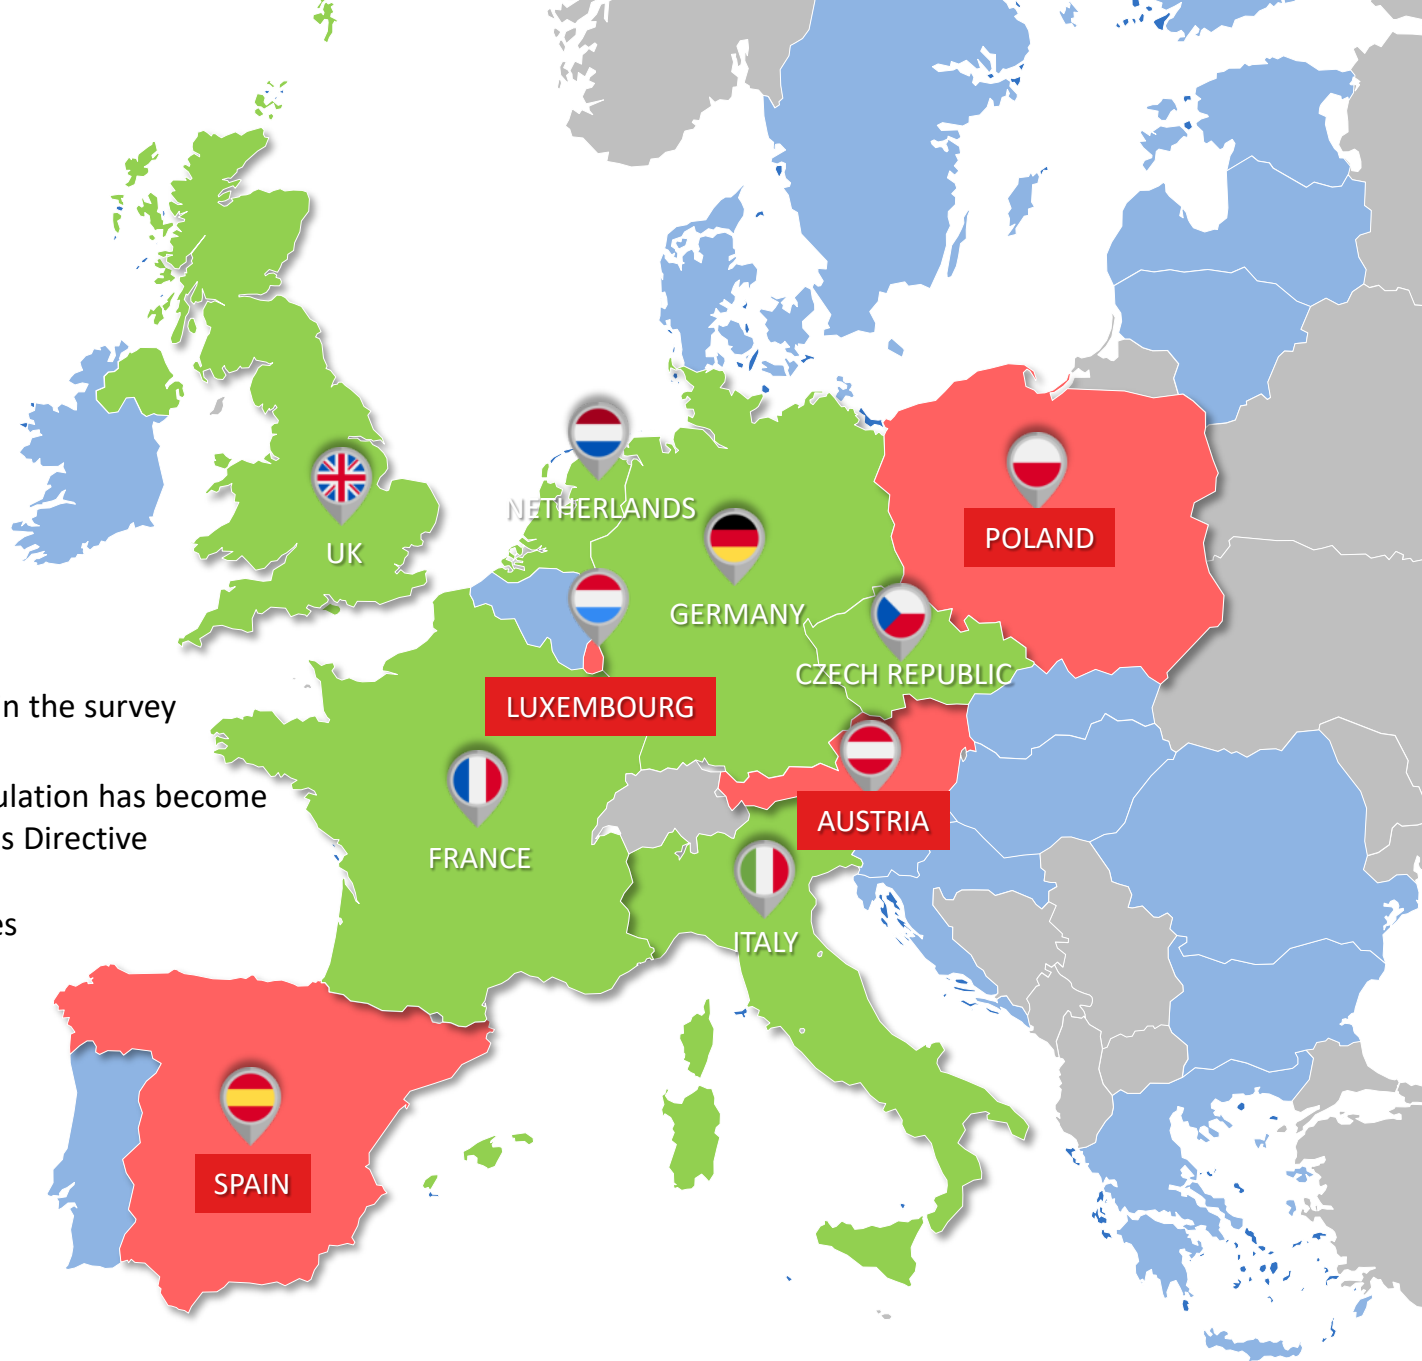 NETHERLANDS
UK
POLAND
GERMANY
CZECH REPUBLIC
LUXEMBOURG
n the survey
ulation has become
s Directive
AUSTRIA
FRANCE
es
ITALY
SPAIN